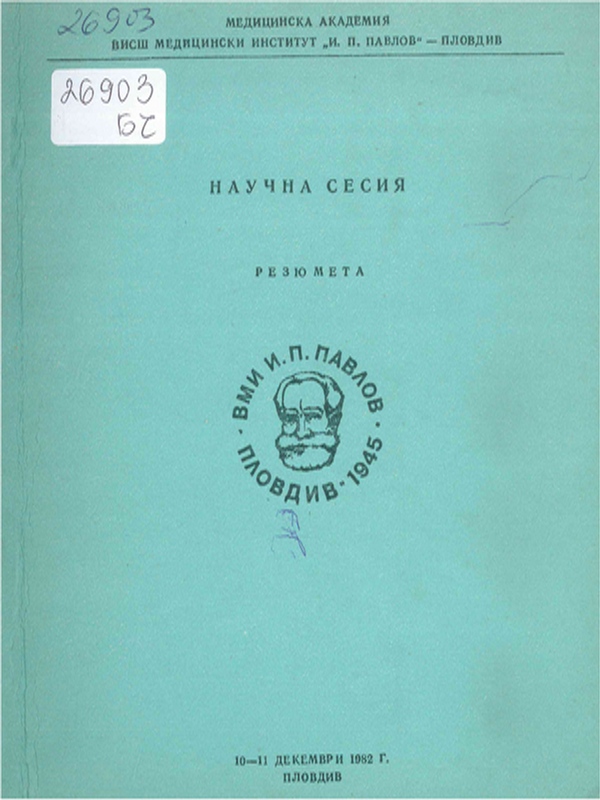 26903
МЕДИЦИНСКА АКАДЕМИЯ
ВИСШ МЕДИЦИНСКИ ИНСТИТУТ „И. П. ПАВЛОВ“ — ПЛОВДИВ
26903
БС
НАУЧНА СЕСИЯ
РЕЗЮМЕТА
· ВМИ И. П. ПАВЛОВ ·
ПЛОВДИВ - 1945
10—11 ДЕКЕМВРИ 1982 Г.
ПЛОВДИВ